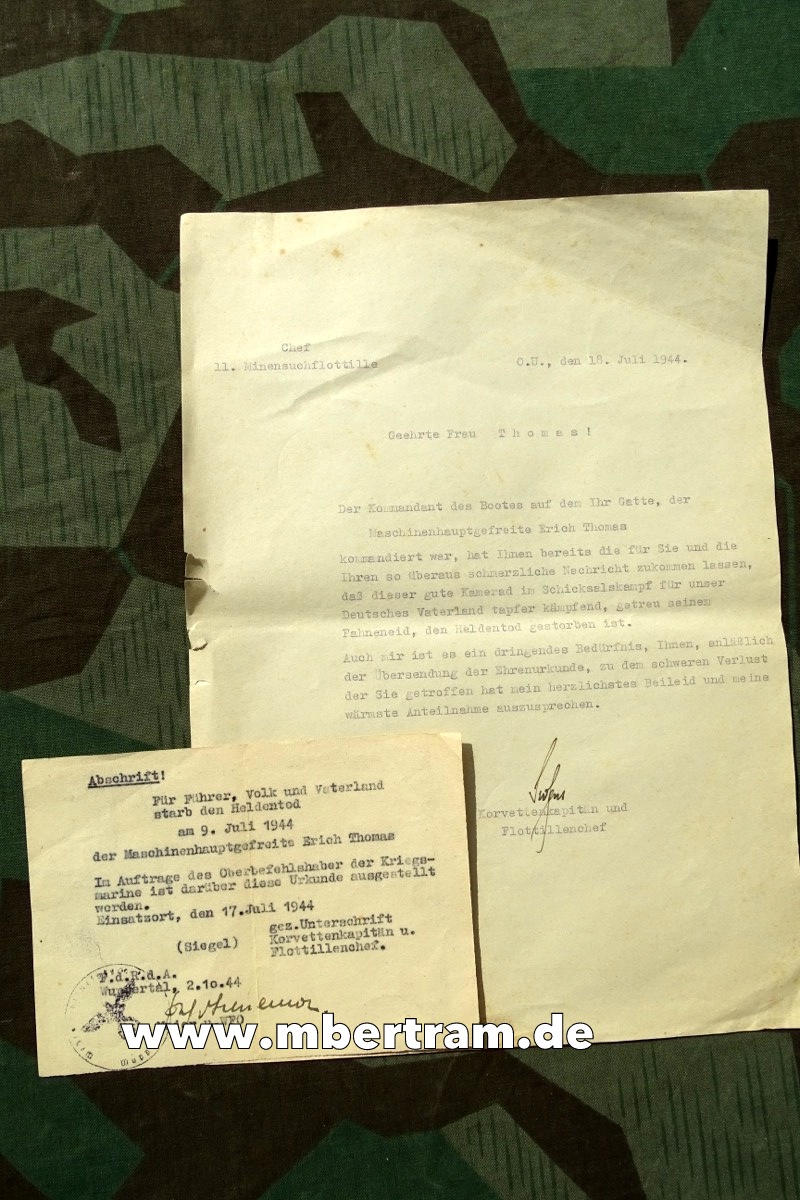 Chef
11. Minensuchflottille
O.U., den 18. Juli 1944.
Geehrte Frau T h o m a s !
Der Kommandant des Bootes auf dem Ihr Gatte, der
Maschinenhauptgefreite Erich Thomas
kommandiert war, hat Ihnen bereits die für Sie und die
Ihren so überaus schmerzliche Nachricht zukommen lassen,
daß dieser gute Kamerad im Schicksalskampf für unser
Deutsches Vaterland tapfer kämpfend, getreu seinem
Fahneneid, den Heldentod gestorben ist.
Auch mir ist es ein dringendes Bedürfnis, Ihnen, anläßlich
der Übersendung der Ehrenurkunde, zu dem schweren Verlust
der Sie getroffen hat mein herzlichstes Beileid und meine
wärmste Anteilnahme auszusprechen.
Korvettenkapitän und
Flottillenchef
Abschrift!
Für Führer, Volk und Vaterland
starb den Heldentod
am 9. Juli 1944
der Maschinenhauptgefreite Erich Thomas
Im Auftrage des Oberbefehlshaber der Kriegs-
marine ist darüber diese Urkunde ausgestellt
worden.
Einsatzort, den 17.Juli 1944
gez.Unterschrift
(Siegel) Korvettenkapitän u.
Flottillenchef.
F.d.R.d.A.
Wuppertal, 2.10.44
www.mbertram.de